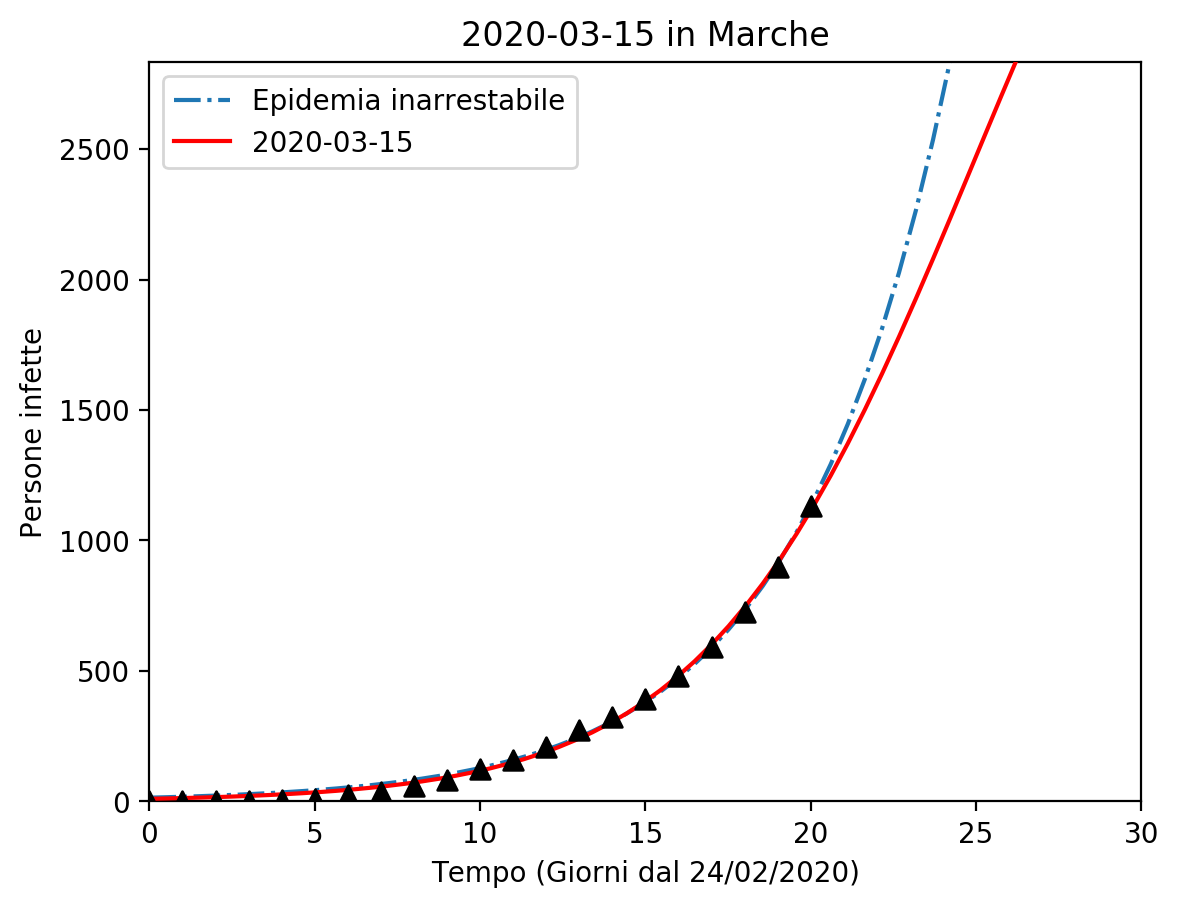 2020-03-15 in Marche
Epidemia inarrestabile
2020-03-15
Persone infette
2500
2000
1500
1000
500
0
0 5 10 15 20 25 30
Tempo (Giorni dal 24/02/2020)